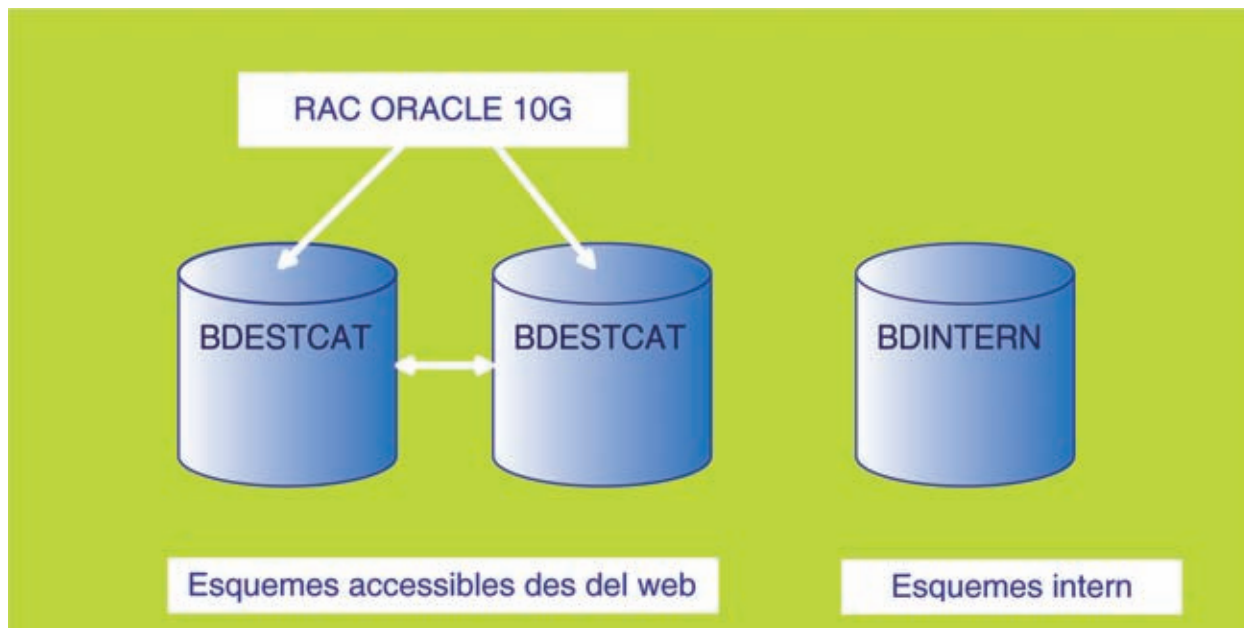 RAC ORACLE 10G
BDESTCAT
BDESTCAT
BDINTERN
Esquemes accessibles des del web
Esquemes intern